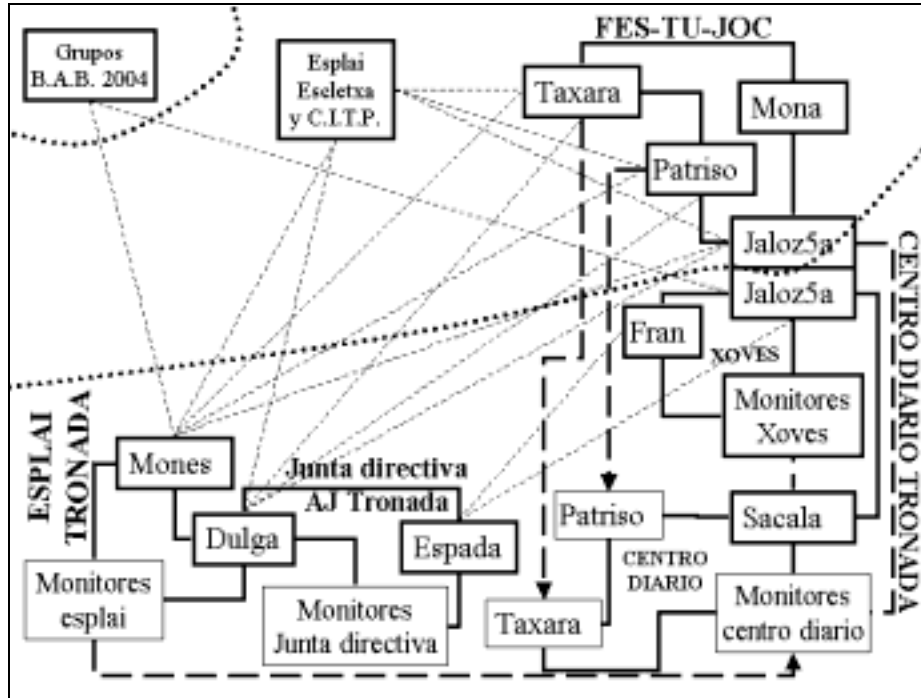 FES-TU-JOC
Grupos
B.A.B. 2004
Esplai
Eseletxa
y C.I.T.P.
Taxara
Mona
Patriso
Jaloz5a
Jaloz5a
Fran
XOVES
Monitores
Xoves
CENTRO DIARIO TRONADA
ESPLAI
TRONADA
Mones
Junta directiva
AJ Tronada
Dulga
Espada
Patriso
Sacala
CENTRO
DIARIO
Monitores
esplai
Monitores
Junta directiva
Taxara
Monitores
centro diario